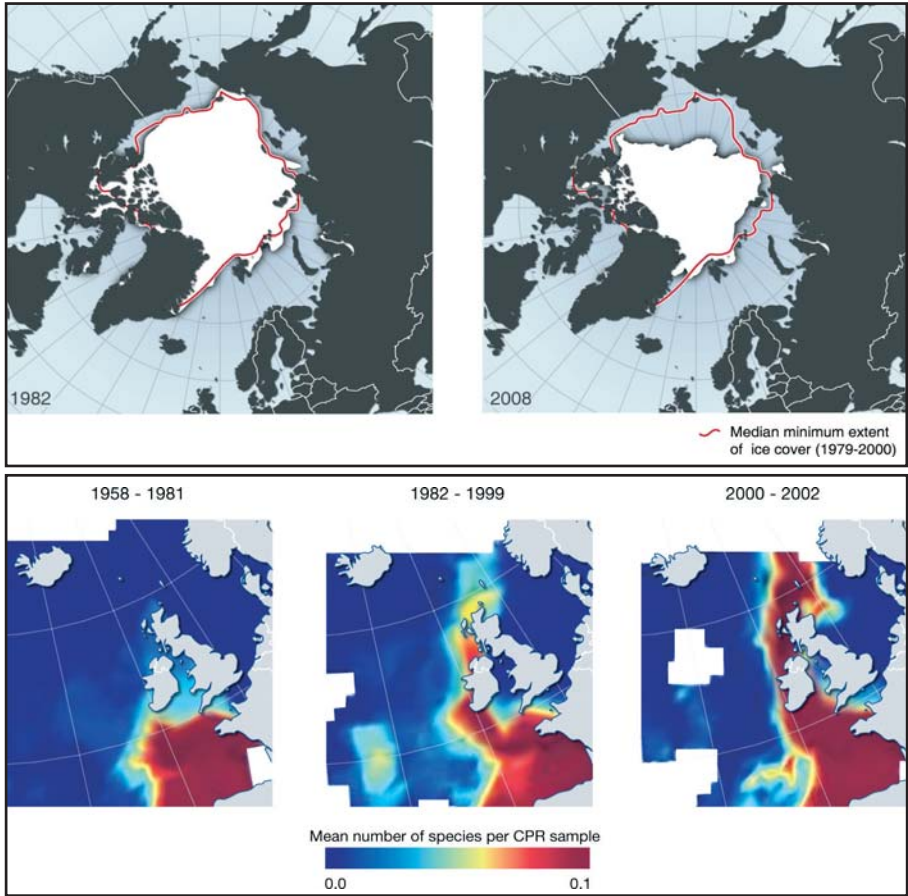 1982
2008
Median minimum extent
of ice cover (1979-2000)
1958 - 1981
1982 - 1999
2000 - 2002
Mean number of species per CPR sample
0.0
0.1